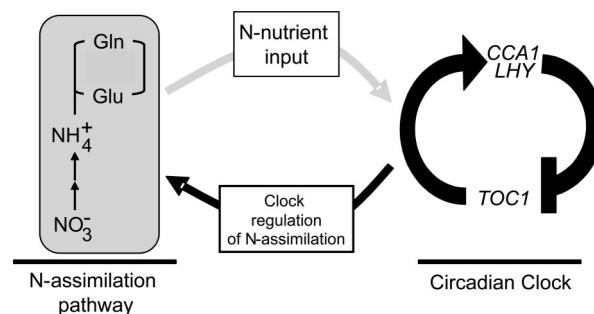 Gln
Glu
NH₄⁺
NO₃⁻
N-assimilation
pathway
N-nutrient
input
Clock
regulation
of N-assimilation
CCA1
LHY
TOC1
Circadian Clock